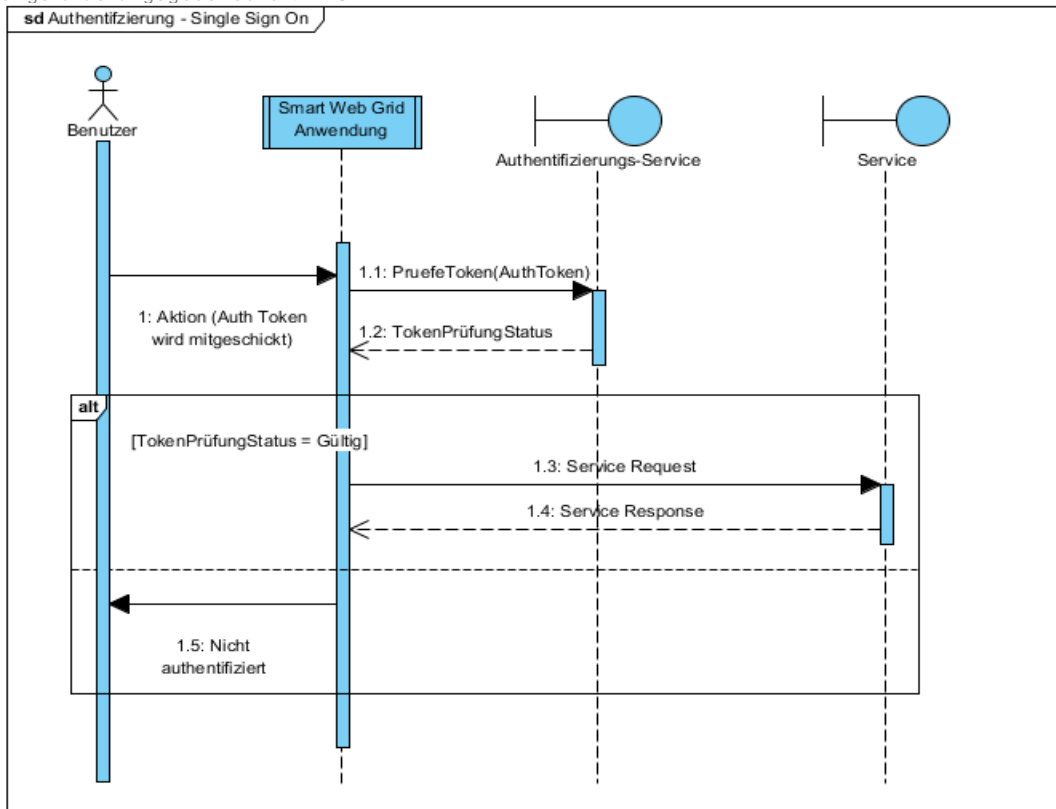 sd Authentifzierung - Single Sign On
Benutzer
Smart Web Grid
Anwendung
Authentifizierungs-Service
Service
1: Aktion (Auth Token
wird mitgeschickt)
1.1: PruefeToken(AuthToken)
1.2: TokenPrüfungStatus
alt
[TokenPrüfungStatus = Gültig]
1.3: Service Request
1.4: Service Response
1.5: Nicht
authentifiziert